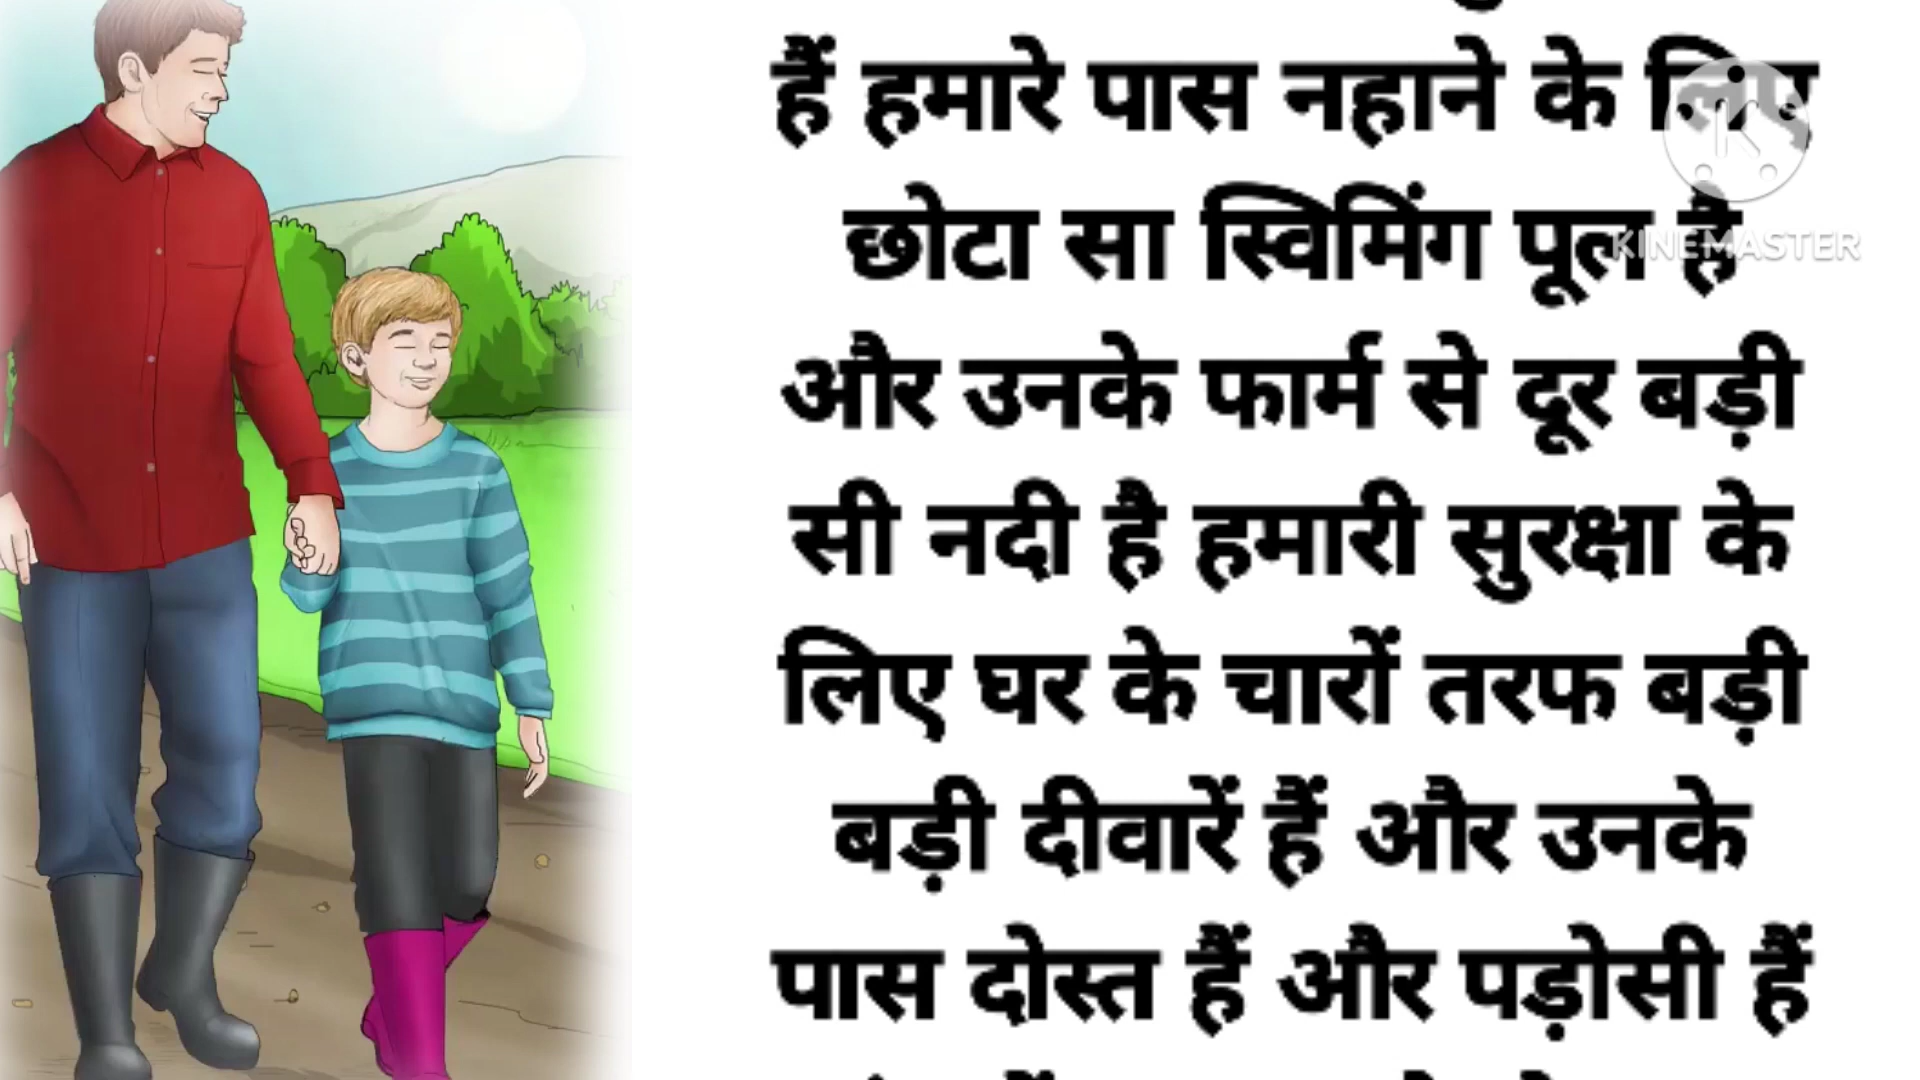 हैं हमारे पास नहाने के लिए
छोटा सा स्विमिंग पूल है
और उनके फार्म से दूर बड़ी
सी नदी है हमारी सुरक्षा के
लिए घर के चारों तरफ बड़ी
बड़ी दीवारें हैं और उनके
पास दोस्त हैं और पड़ोसी हैं
KINEMASTER